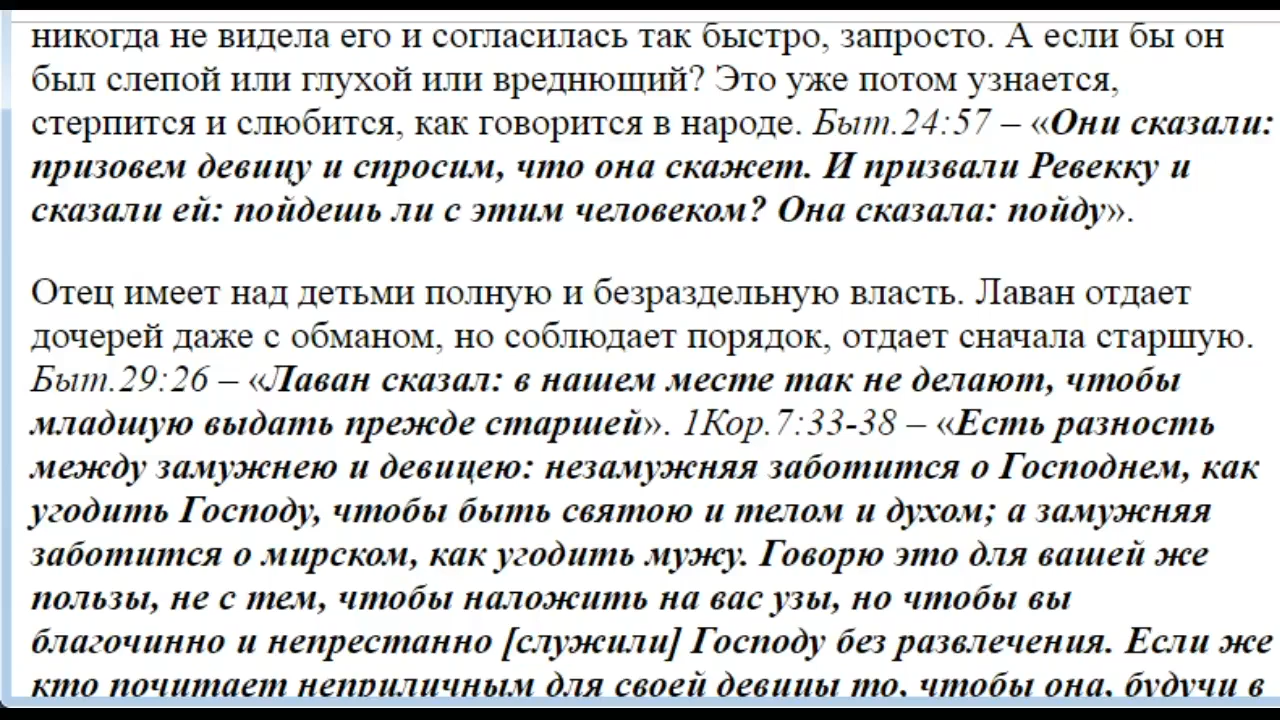 никогда не видела его и согласилась так быстро, запросто. А если бы он
был слепой или глухой или вреднющий? Это уже потом узнается,
стерпится и слюбится, как говорится в народе. Быт.24:57 – «Они сказали:
призовем девицу и спросим, что она скажет. И призвали Ревекку и
сказали ей: пойдешь ли с этим человеком? Она сказала: пойду».
Отец имеет над детьми полную и безраздельную власть. Лаван отдает
дочерей даже с обманом, но соблюдает порядок, отдает сначала старшую.
Быт.29:26 – «Лаван сказал: в нашем месте так не делают, чтобы
младшую выдать прежде старшей». 1Кор.7:33-38 – «Есть разность
между замужнею и девицею: незамужняя заботится о Господнем, как
угодить Господу, чтобы быть святою и телом и духом; а замужняя
заботится о мирском, как угодить мужу. Говорю это для вашей же
пользы, не с тем, чтобы наложить на вас узы, но чтобы вы
благочинно и непрестанно [служили] Господу без развлечения. Если же
кто почитает неприличным для своей девицы то, чтобы она, будучи в